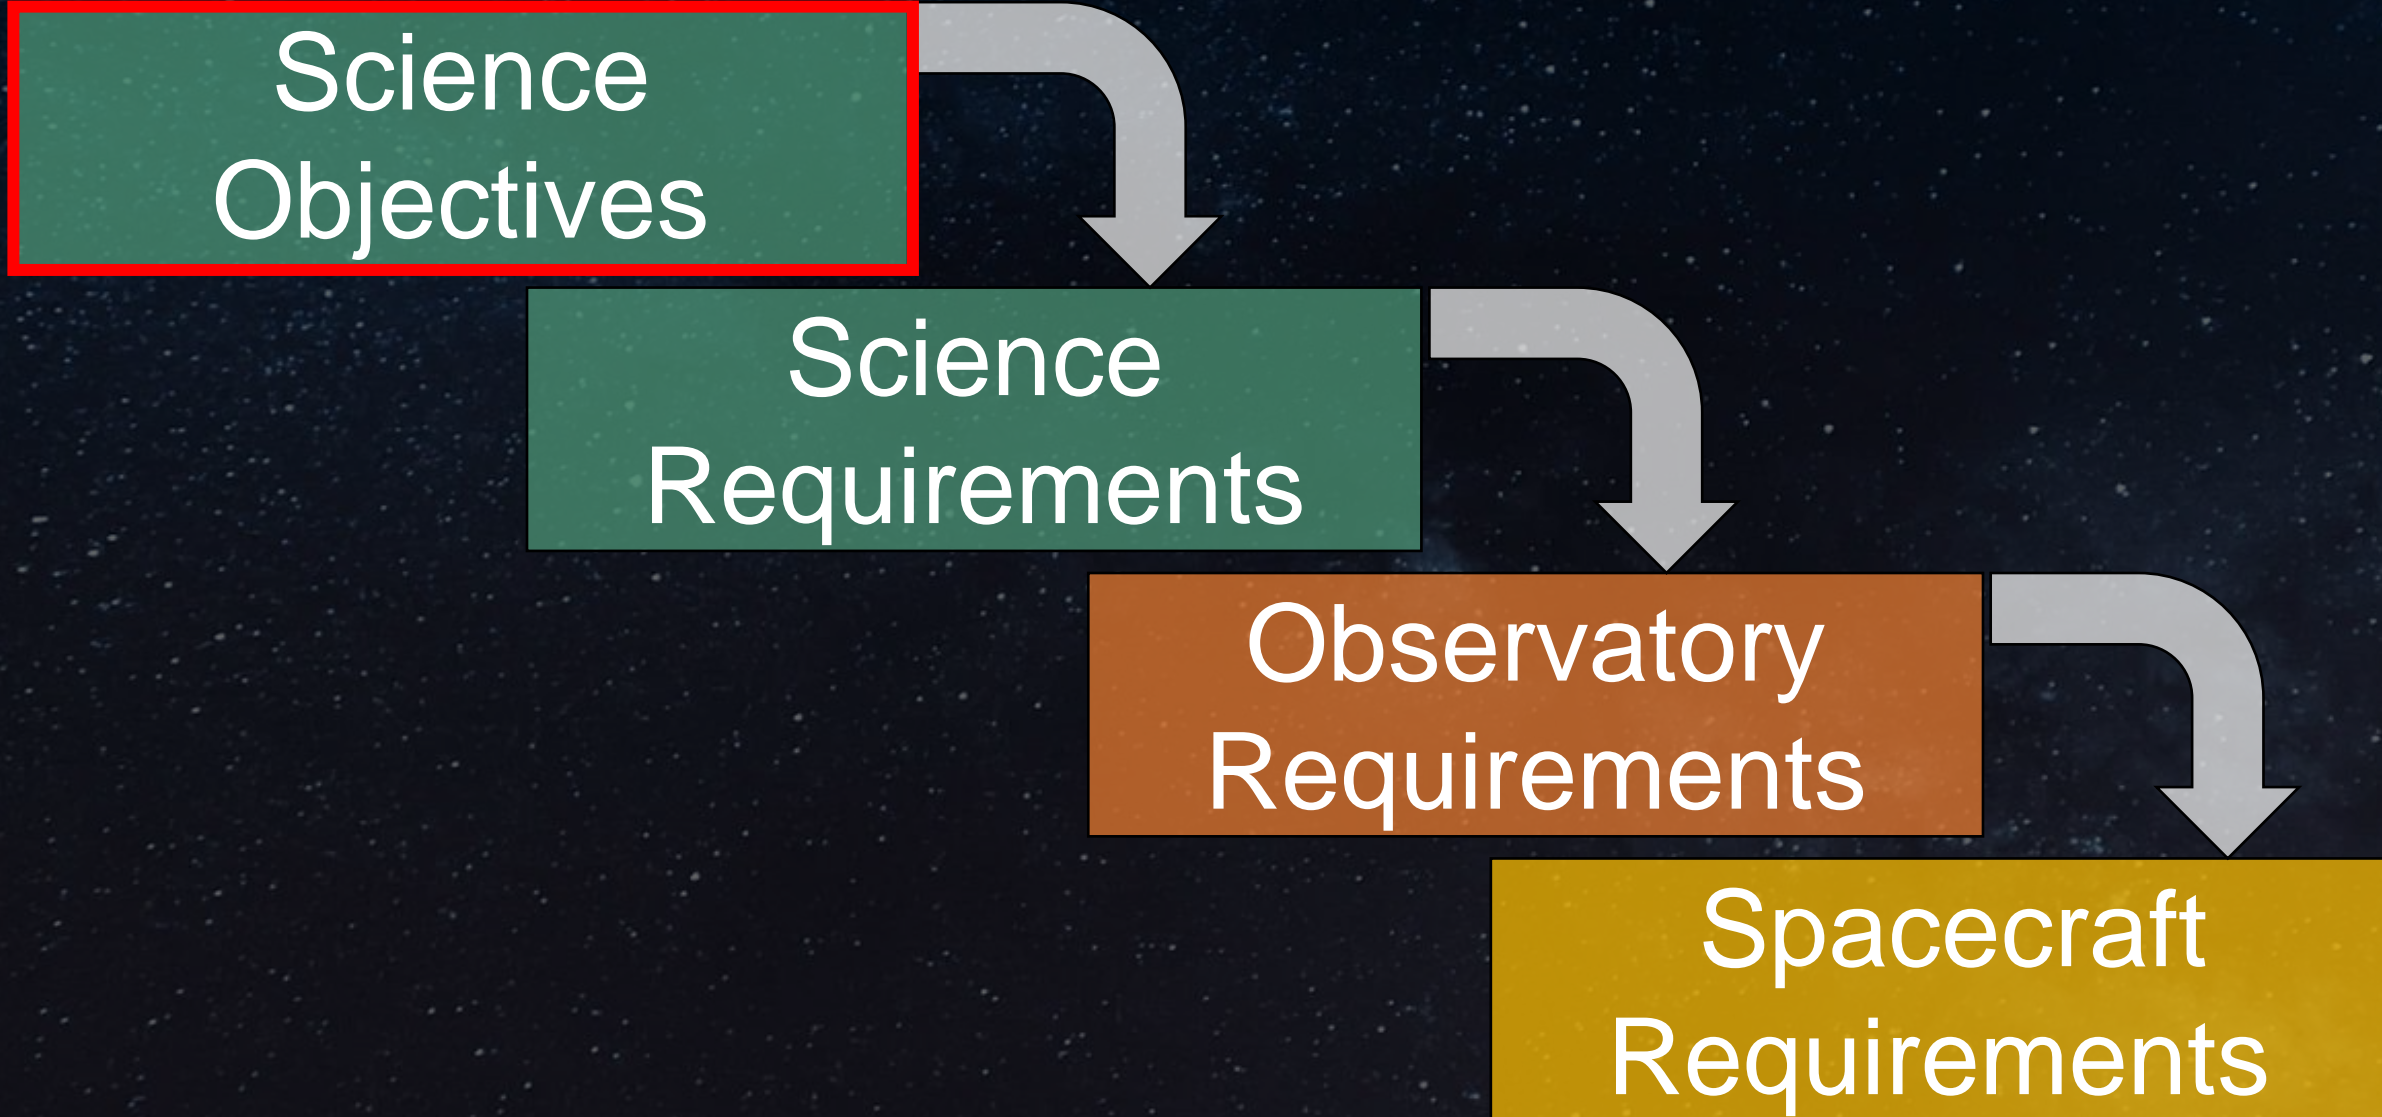 Science
Objectives
Science
Requirements
Observatory
Requirements
Spacecraft
Requirements